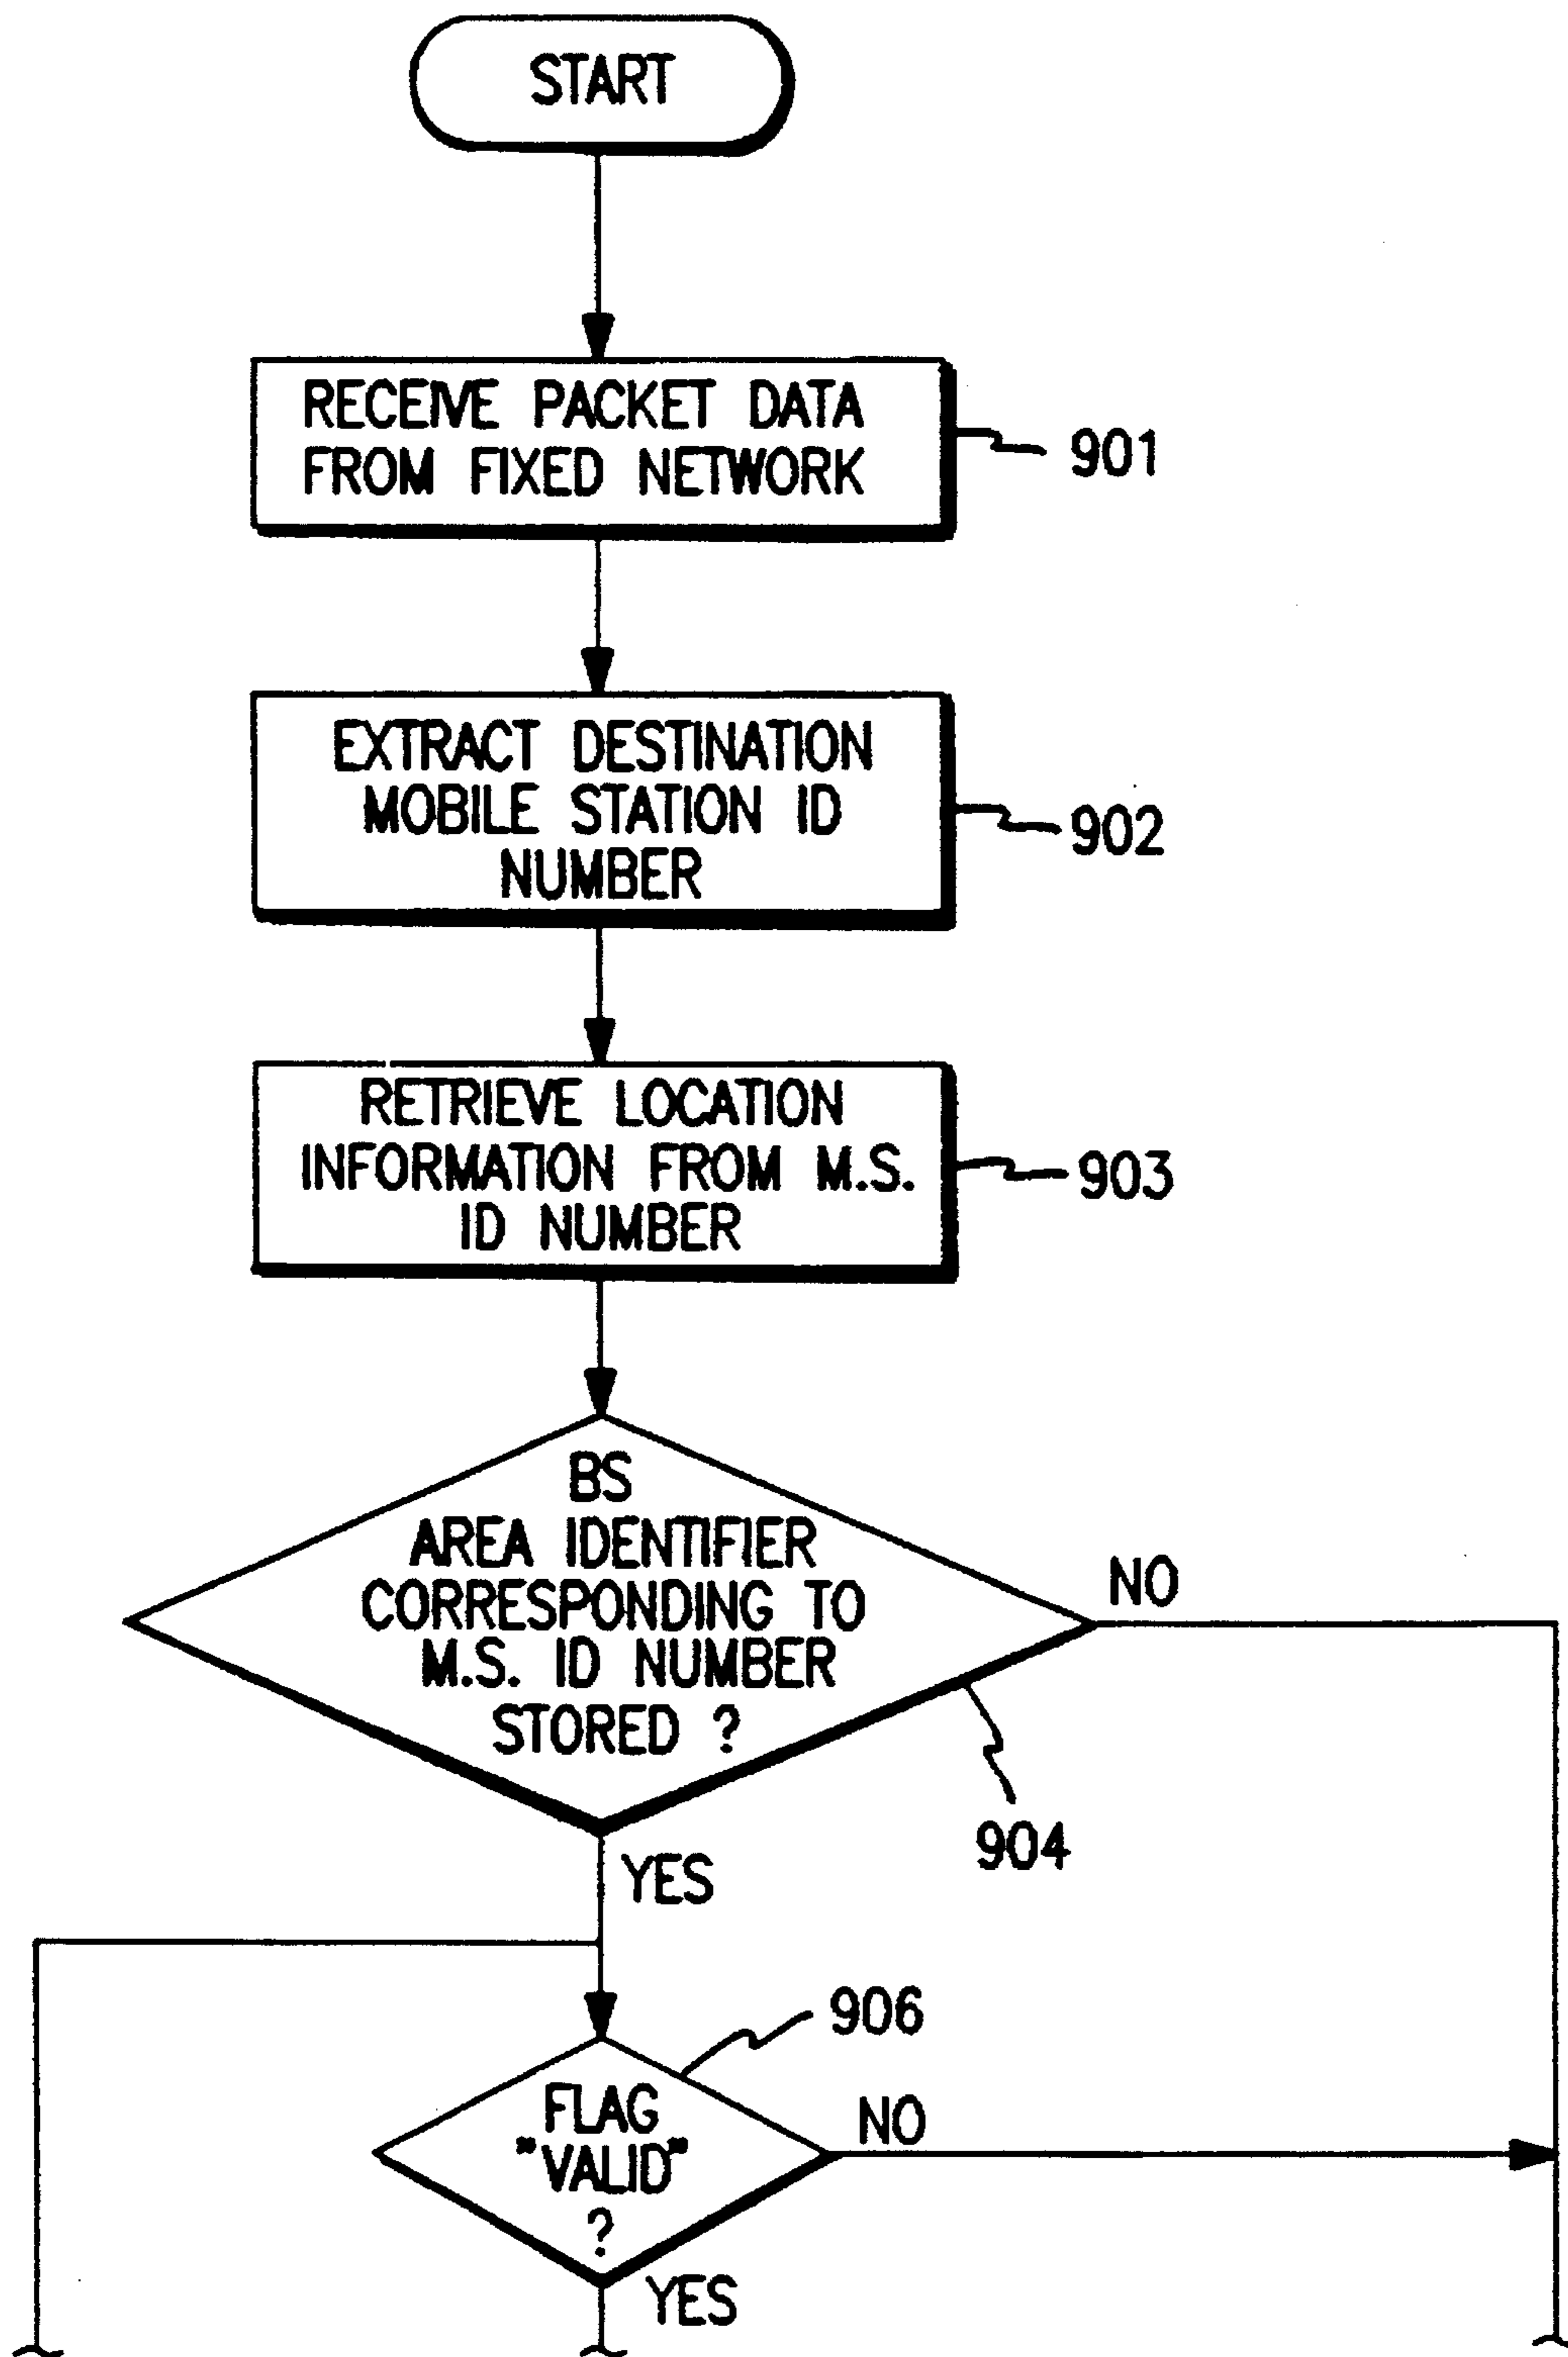 START
RECEIVE PACKET DATA
FROM FIXED NETWORK
901
EXTRACT DESTINATION
MOBILE STATION ID
NUMBER
902
RETRIEVE LOCATION
INFORMATION FROM M.S.
ID NUMBER
903
BS
AREA IDENTIFIER
CORRESPONDING TO
M.S. ID NUMBER
STORED ?
NO
904
YES
906
FLAG
"VALID"
?
NO
YES